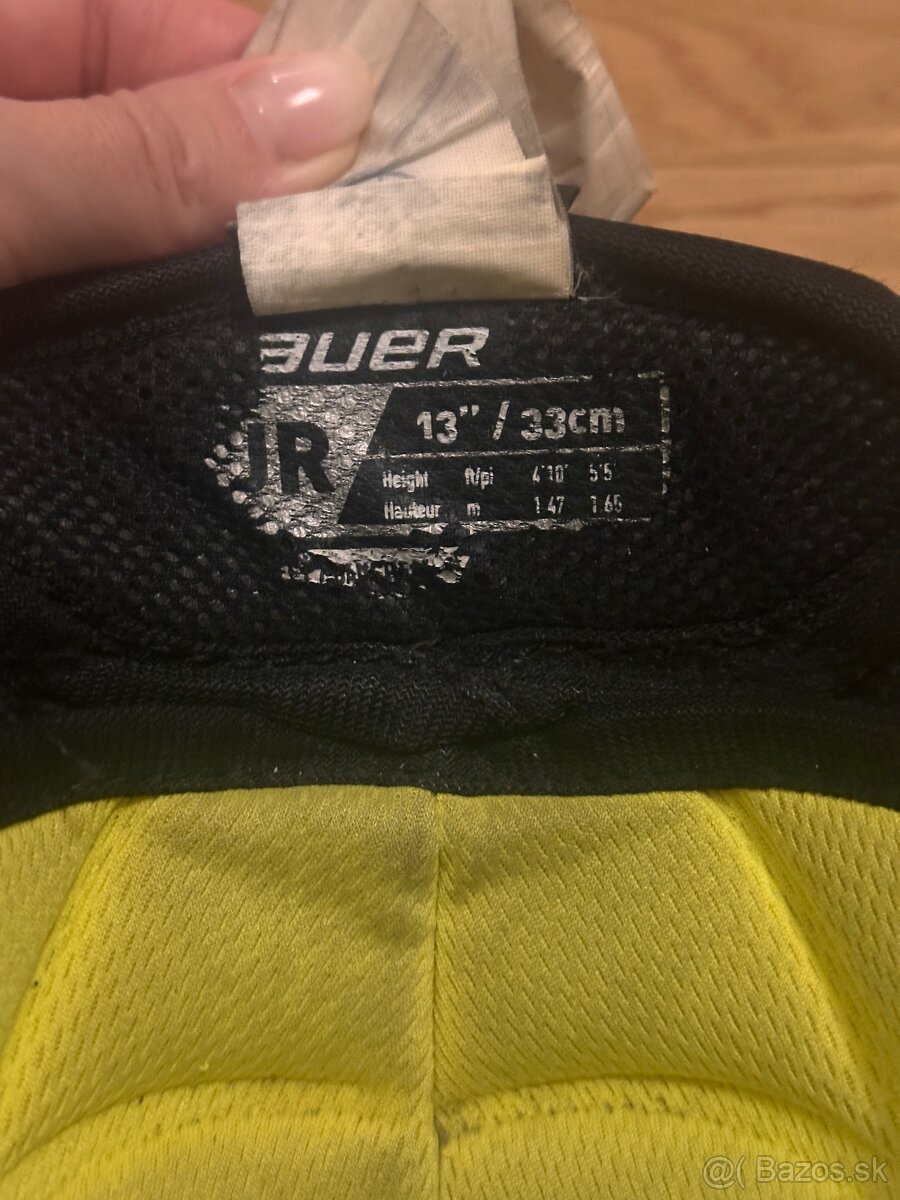 BAUER
JR
13" / 33cm
Height ft/pi 4'10" 5'5"
Hauteur m 1.47 1.65
@( Bazos.sk